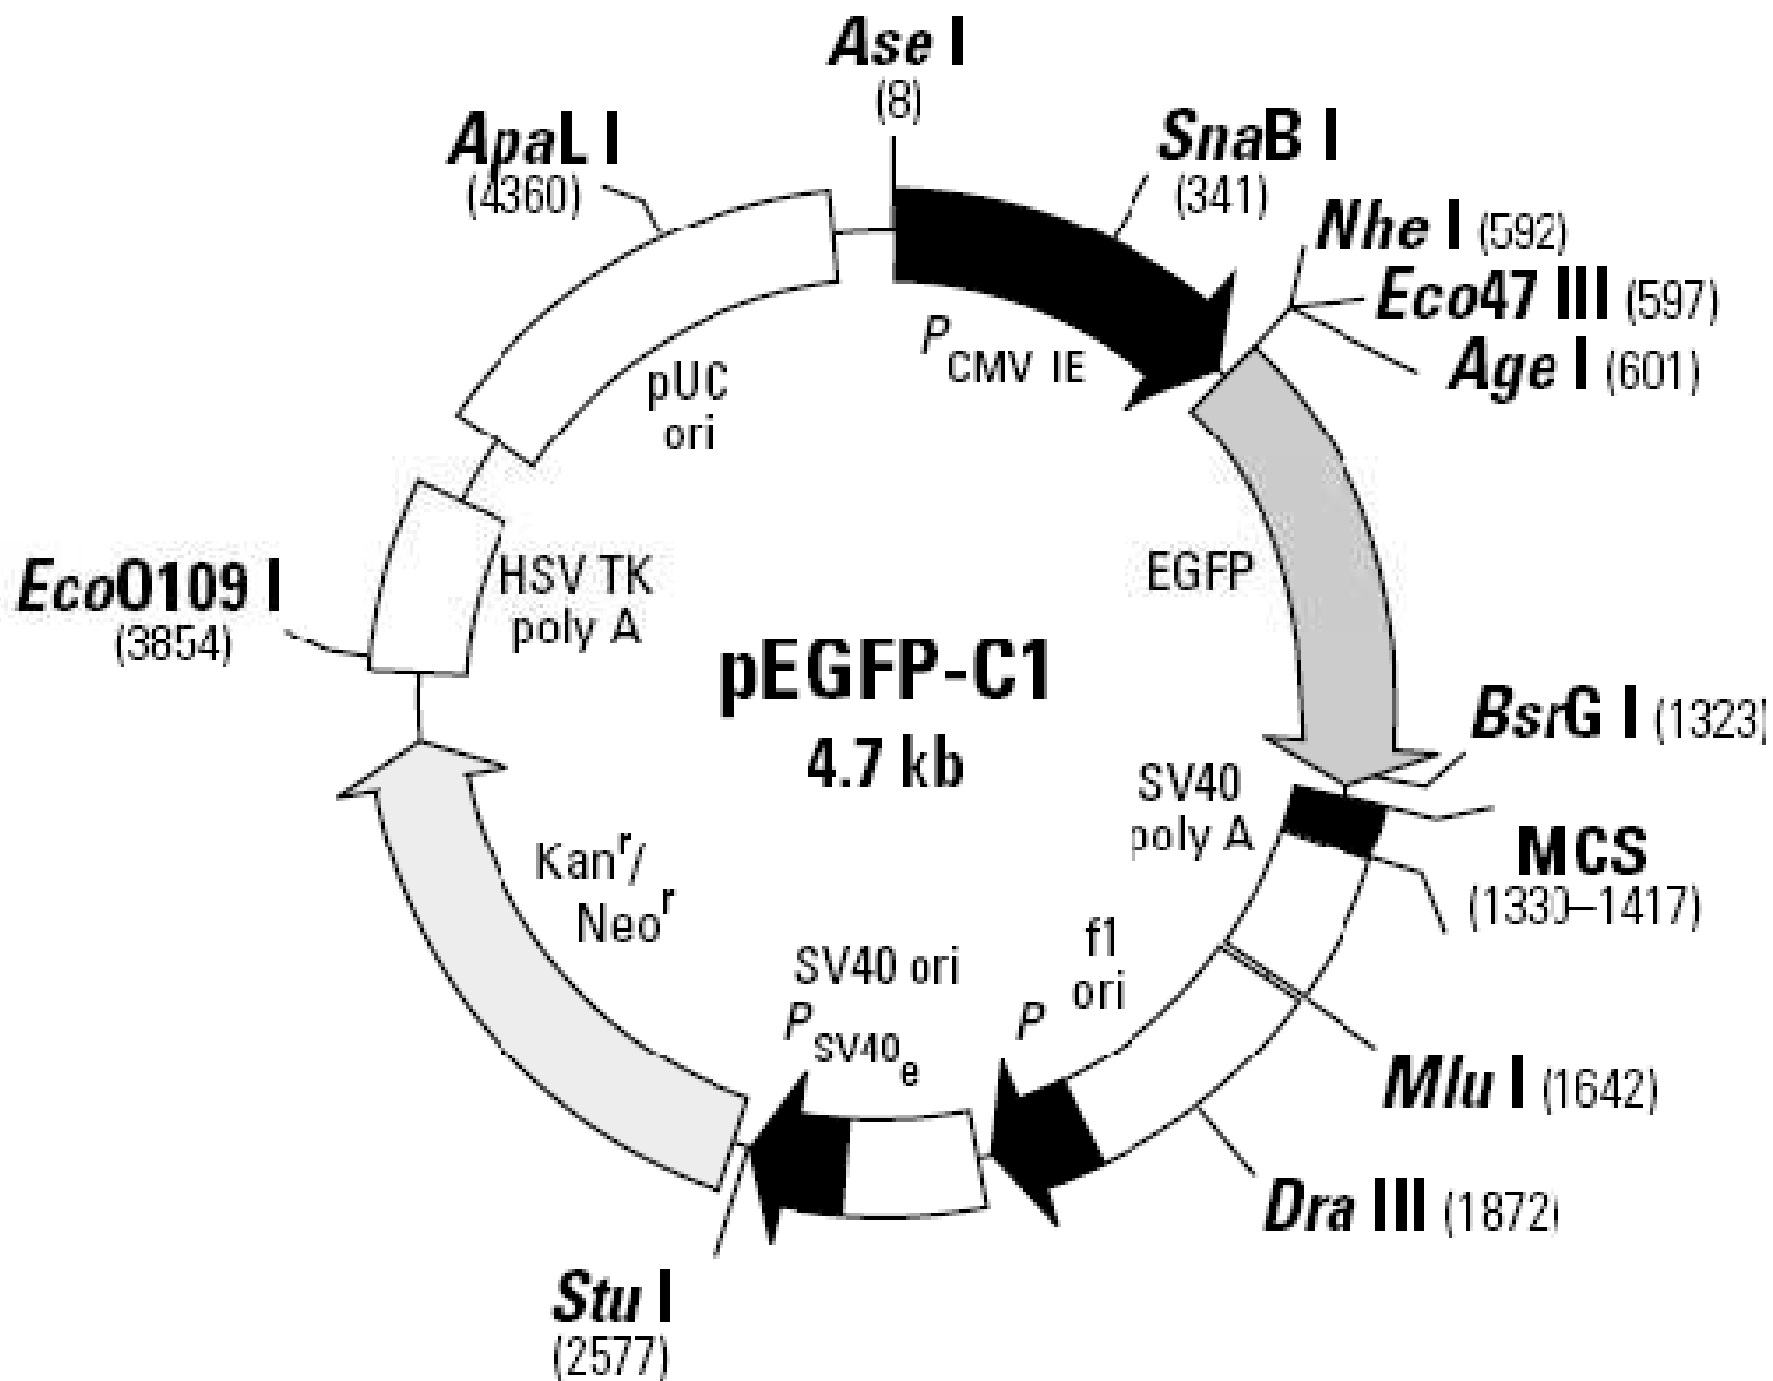 Ase I
(8)
ApaL I
(4360)
SnaB I
(341)
Nhe I (592)
Eco47 III (597)
Age I (601)
P
CMV IE
pUC
ori
EcoO109 I
(3854)
HSV TK
poly A
EGFP
pEGFP-C1
4.7 kb
BsrG I (1323)
SV40
poly A
MCS
(1330–1417)
Kan r/
Neo r
f1
ori
P
SV40 ori
P
SV40 e
Mlu I (1642)
Dra III (1872)
Stu I
(2577)